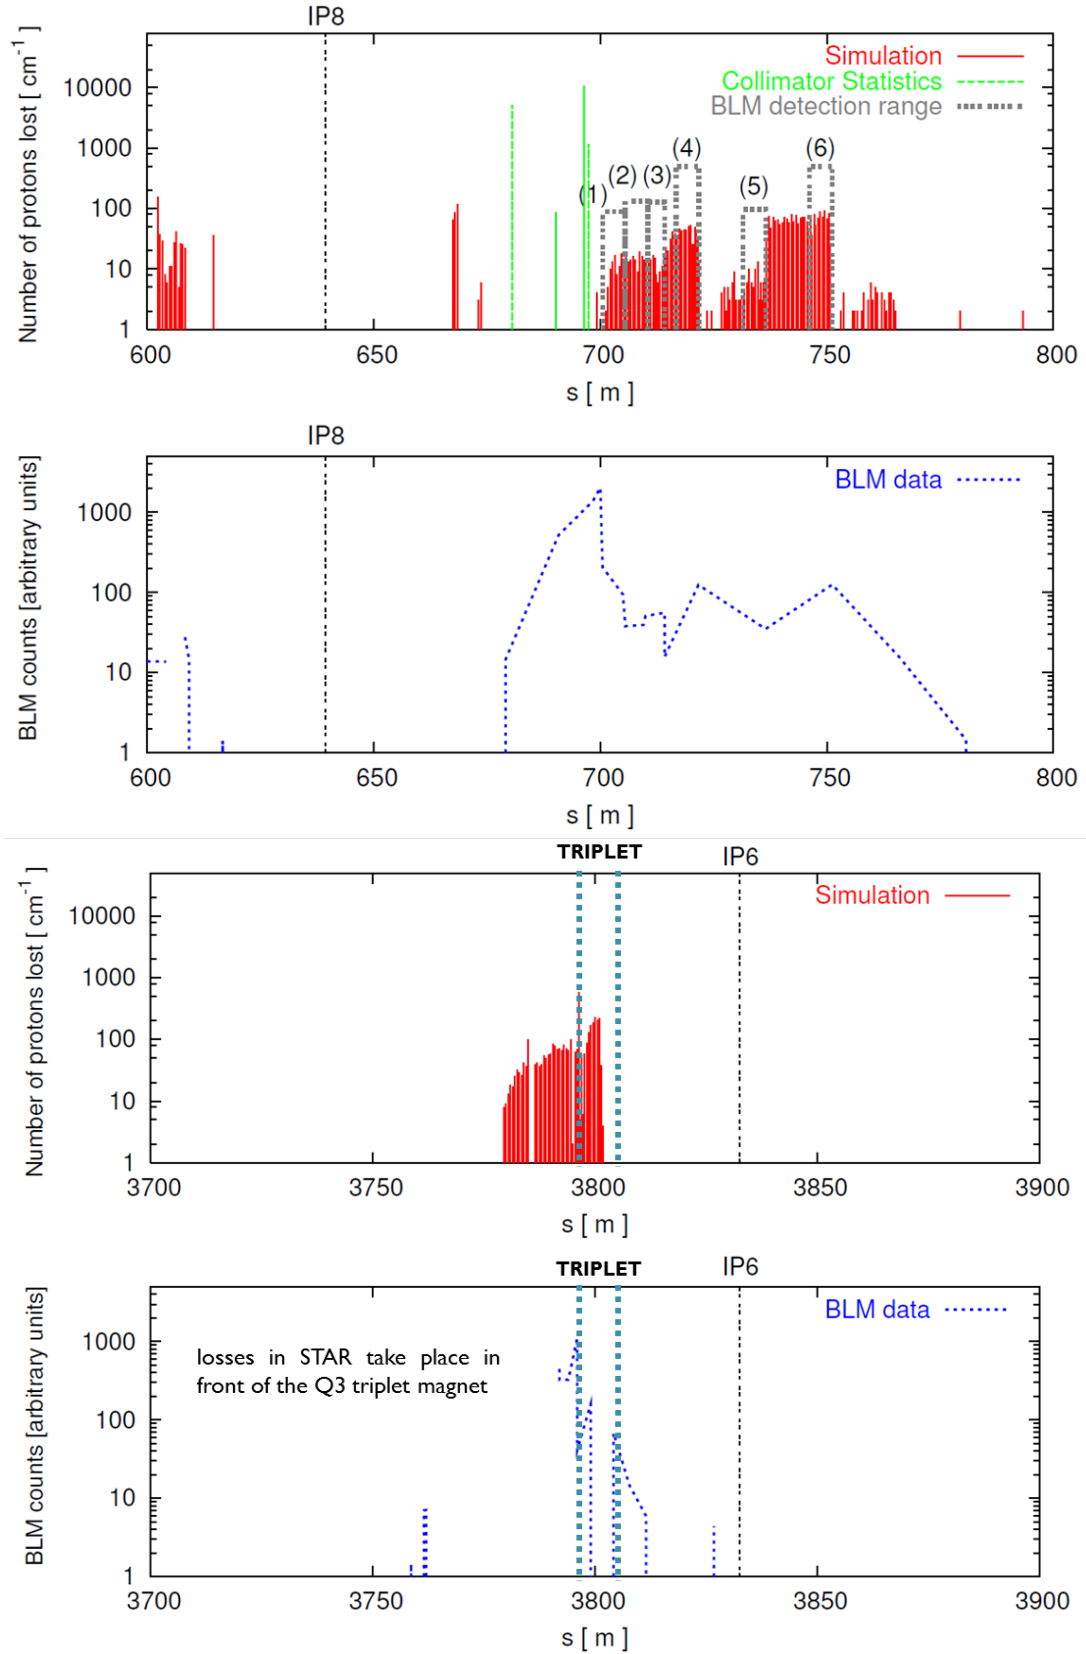 IP8
Number of protons lost [ cm⁻¹ ]
10000
1000
100
10
1
Simulation
Collimator Statistics
BLM detection range
(1)
(2)
(3)
(4)
(5)
(6)
600 650 700 750 800
s [ m ]
IP8
BLM counts [arbitrary units]
1000
100
10
1
BLM data
600 650 700 750 800
s [ m ]
TRIPLET
IP6
Number of protons lost [ cm⁻¹ ]
10000
1000
100
10
1
Simulation
3700 3750 3800 3850 3900
s [ m ]
TRIPLET
IP6
BLM counts [arbitrary units]
1000
100
10
1
BLM data
losses in STAR take place in
front of the Q3 triplet magnet
3700 3750 3800 3850 3900
s [ m ]